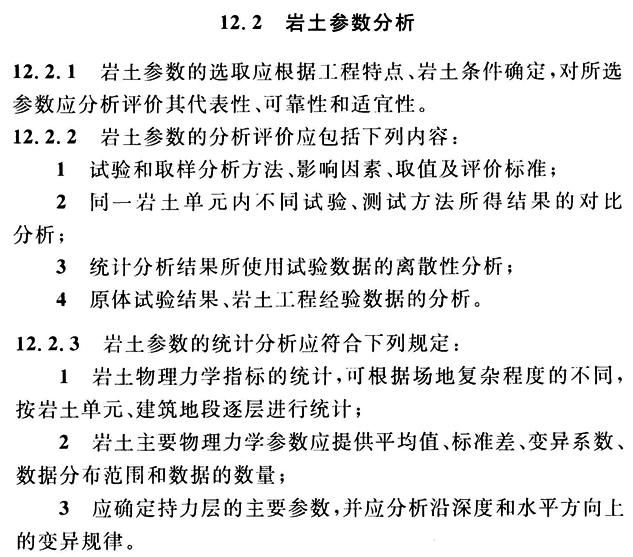 12.2 岩土参数分析
12.2.1 岩土参数的选取应根据工程特点、岩土条件确定,对所选
参数应分析评价其代表性、可靠性和适宜性。
12.2.2 岩土参数的分析评价应包括下列内容:
1 试验和取样分析方法、影响因素、取值及评价标准;
2 同一岩土单元内不同试验、测试方法所得结果的对比
分析;
3 统计分析结果所使用试验数据的离散性分析;
4 原体试验结果、岩土工程经验数据的分析。
12.2.3 岩土参数的统计分析应符合下列规定:
1 岩土物理力学指标的统计,可根据场地复杂程度的不同,
按岩土单元、建筑地段逐层进行统计;
2 岩土主要物理力学参数应提供平均值、标准差、变异系数、
数据分布范围和数据的数量;
3 应确定持力层的主要参数,并应分析沿深度和水平方向上
的变异规律。